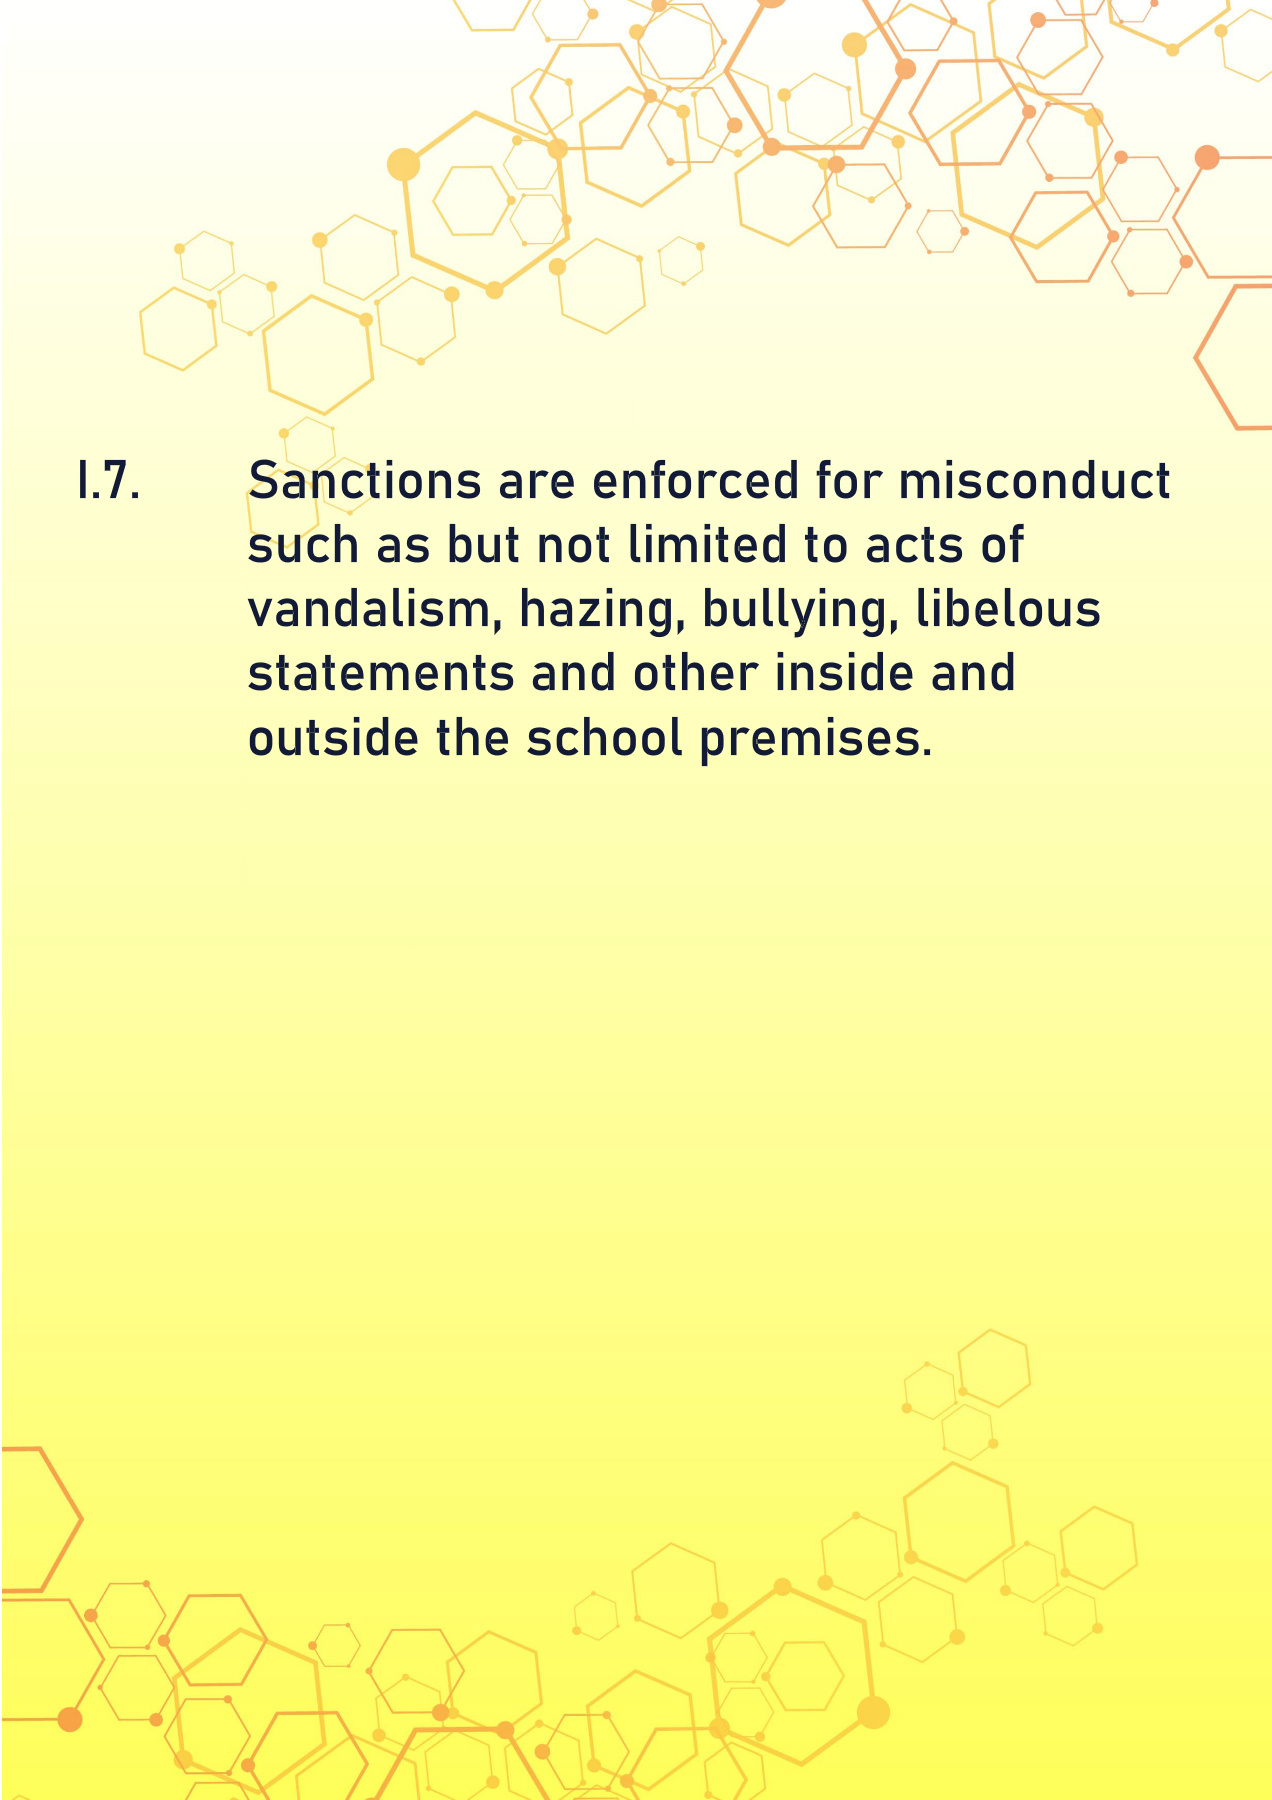 I.7. Sanctions are enforced for misconduct
such as but not limited to acts of
vandalism, hazing, bullying, libelous
statements and other inside and
outside the school premises.